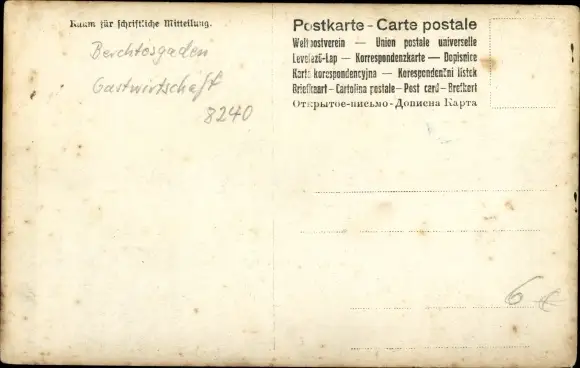 Raum für schriftliche Mitteilung.
Berchtesgaden
Gastwirtschaft
8240
Postkarte - Carte postale
Weltpostverein — Union postale universelle
Levelező-Lap — Korrespondenzkarte — Dopisnice
Karta korespondencyjna — Korespondenční lístek
Briefkaart - Cartolina postale - Post card - Brefkort
Открытое-письмо - Дописна Карта
6 €